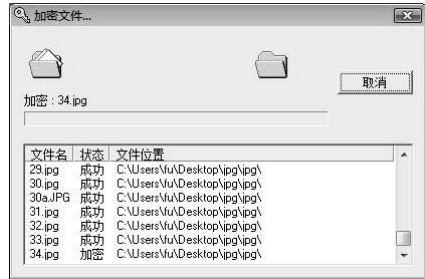 加密文件...
取消
加密 : 34.jpg
文件名 状态 文件位置
29.jpg 成功 C:\Users\fu\Desktop\jpg\jpg\
30.jpg 成功 C:\Users\fu\Desktop\jpg\jpg\
30a.JPG 成功 C:\Users\fu\Desktop\jpg\jpg\
31.jpg 成功 C:\Users\fu\Desktop\jpg\jpg\
32.jpg 成功 C:\Users\fu\Desktop\jpg\jpg\
33.jpg 成功 C:\Users\fu\Desktop\jpg\jpg\
34.jpg 加密 C:\Users\fu\Desktop\jpg\jpg\